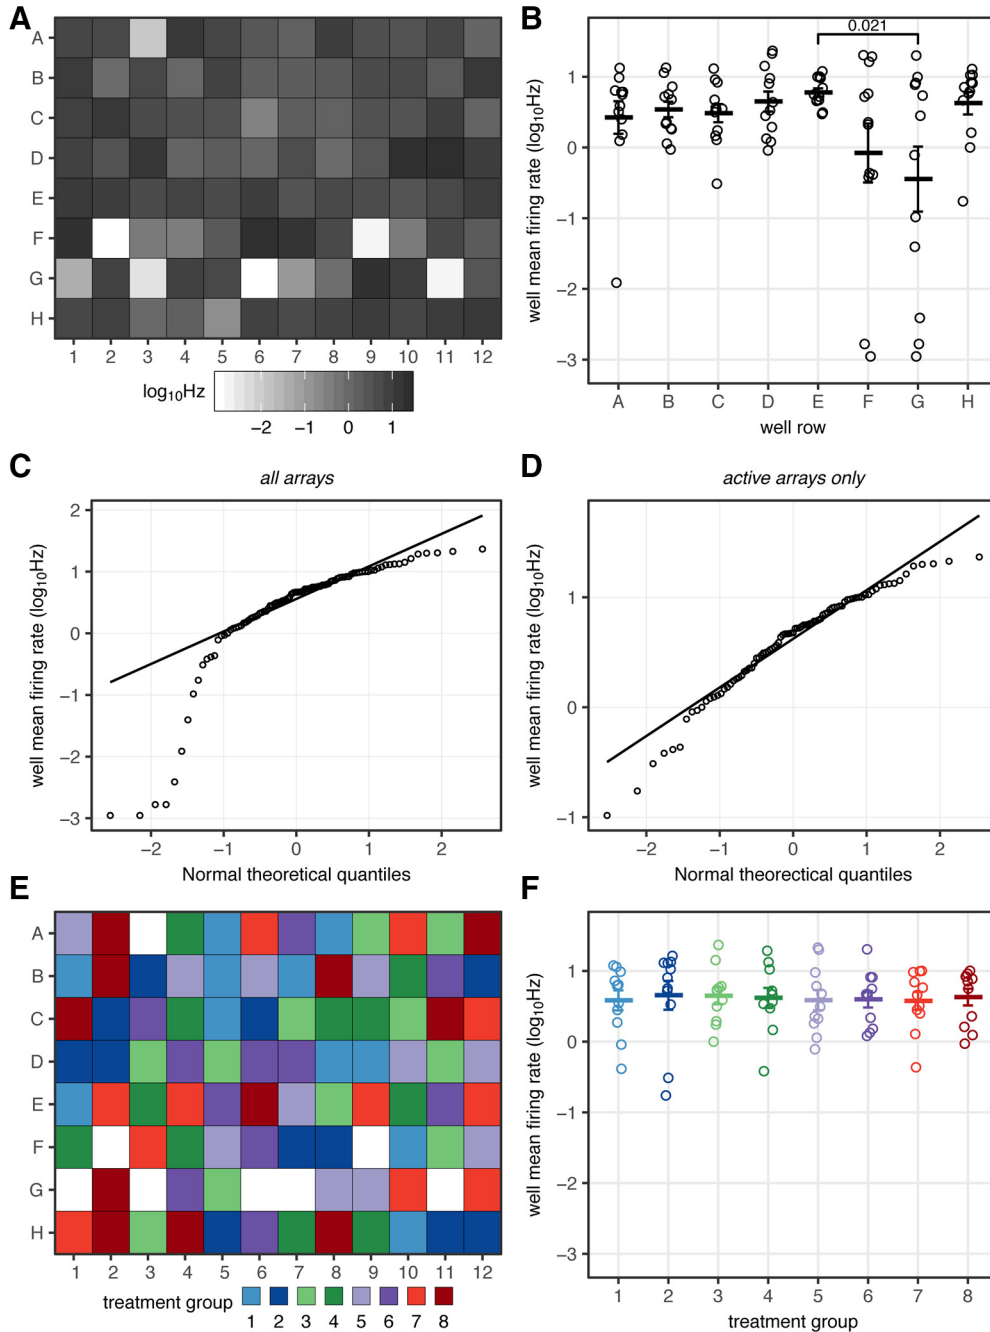 A
A
B
C
D
E
F
G
H
1 2 3 4 5 6 7 8 9 10 11 12
log10Hz
−2 −1 0 1
B
0.021
well mean firing rate (log10Hz)
1
0
−1
−2
−3
A B C D E F G H
well row
C
all arrays
well mean firing rate (log10Hz)
2
1
0
−1
−2
−3
−2 −1 0 1 2
Normal theoretical quantiles
D
active arrays only
well mean firing rate (log10Hz)
1
0
−1
−2 −1 0 1 2
Normal theorectical quantiles
E
A
B
C
D
E
F
G
H
1 2 3 4 5 6 7 8 9 10 11 12
treatment group
1 2 3 4 5 6 7 8
F
well mean firing rate (log10Hz)
1
0
−1
−2
−3
1 2 3 4 5 6 7 8
treatment group